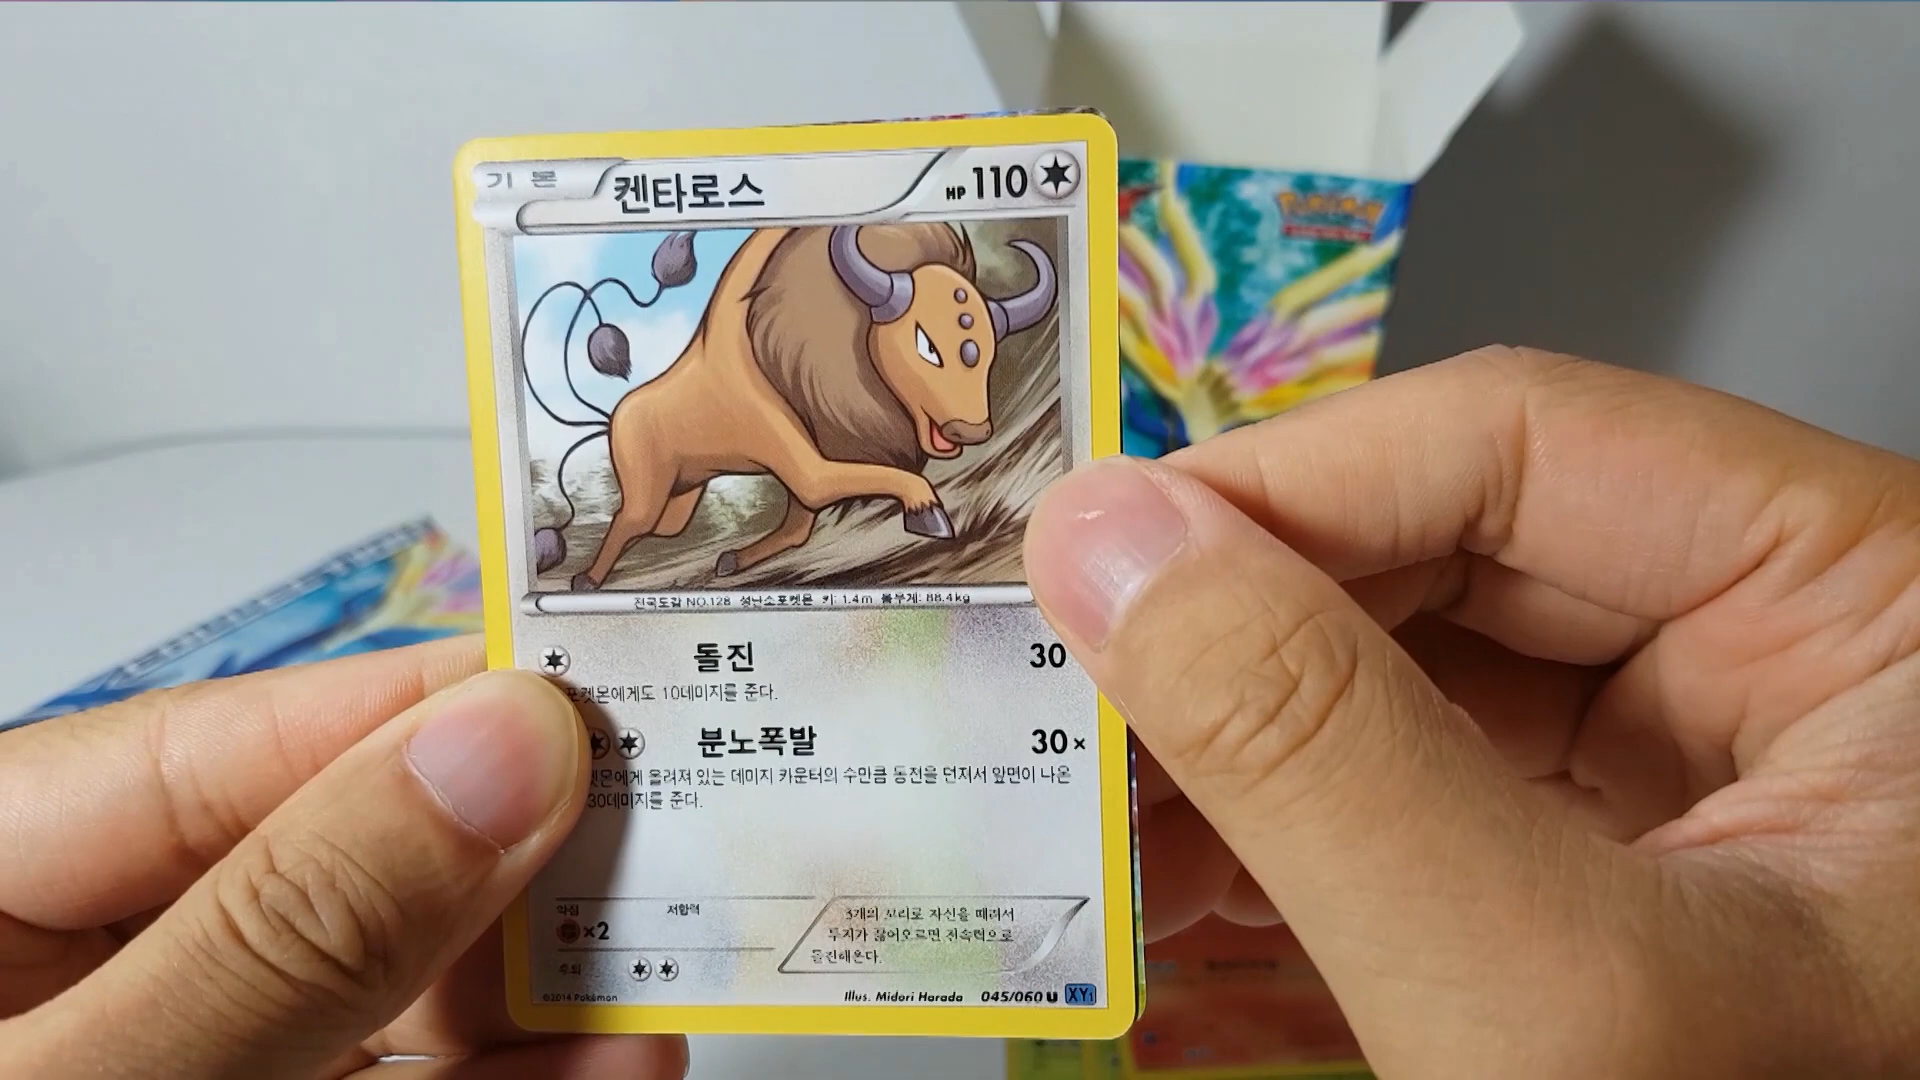 기본
켄타로스
HP 110
전국도감 NO.128 성난소포켓몬 키: 1.4m 몸무게: 88.4kg
돌진 30
포켓몬에게도 10데미지를 준다.
분노폭발 30×
켓몬에게 올려져 있는 데미지 카운터의 수만큼 동전을 던져서 앞면이 나온
30데미지를 준다.
약점 저항력
×2
3개의 꼬리로 자신을 때려서
투지가 끓어오르면 전속력으로
돌진해온다.
후퇴
©2014 Pokémon
Illus. Midori Harada 045/060 U XY1
POKÉMON